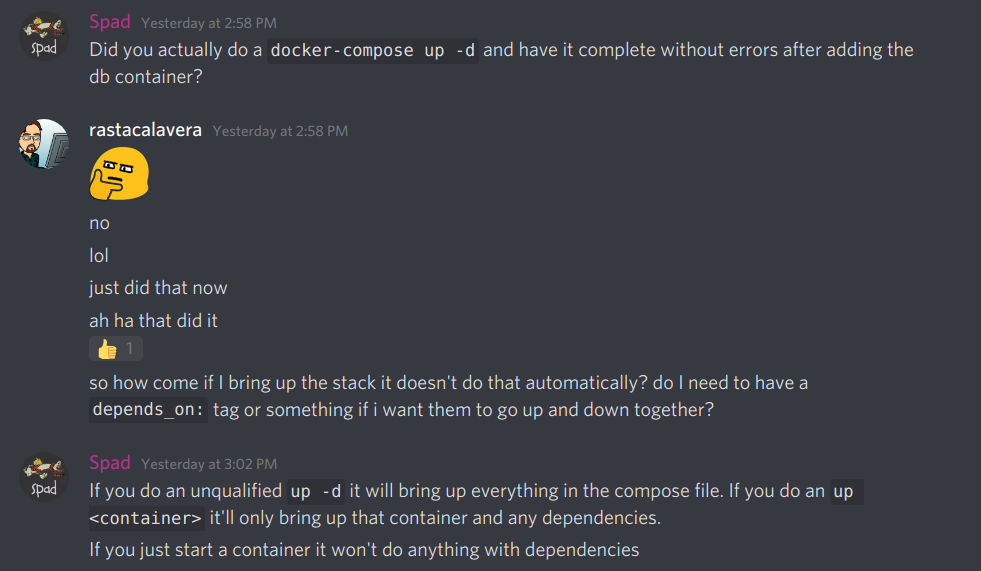 Spad Yesterday at 2:58 PM
Did you actually do a docker-compose up -d and have it complete without errors after adding the
db container?
spad
rastacalavera Yesterday at 2:58 PM
no
lol
just did that now
ah ha that did it
1
so how come if I bring up the stack it doesn't do that automatically? do I need to have a
depends_on: tag or something if i want them to go up and down together?
Spad Yesterday at 3:02 PM
If you do an unqualified up -d it will bring up everything in the compose file. If you do an up
spad
<container> it'll only bring up that container and any dependencies.
If you just start a container it won't do anything with dependencies